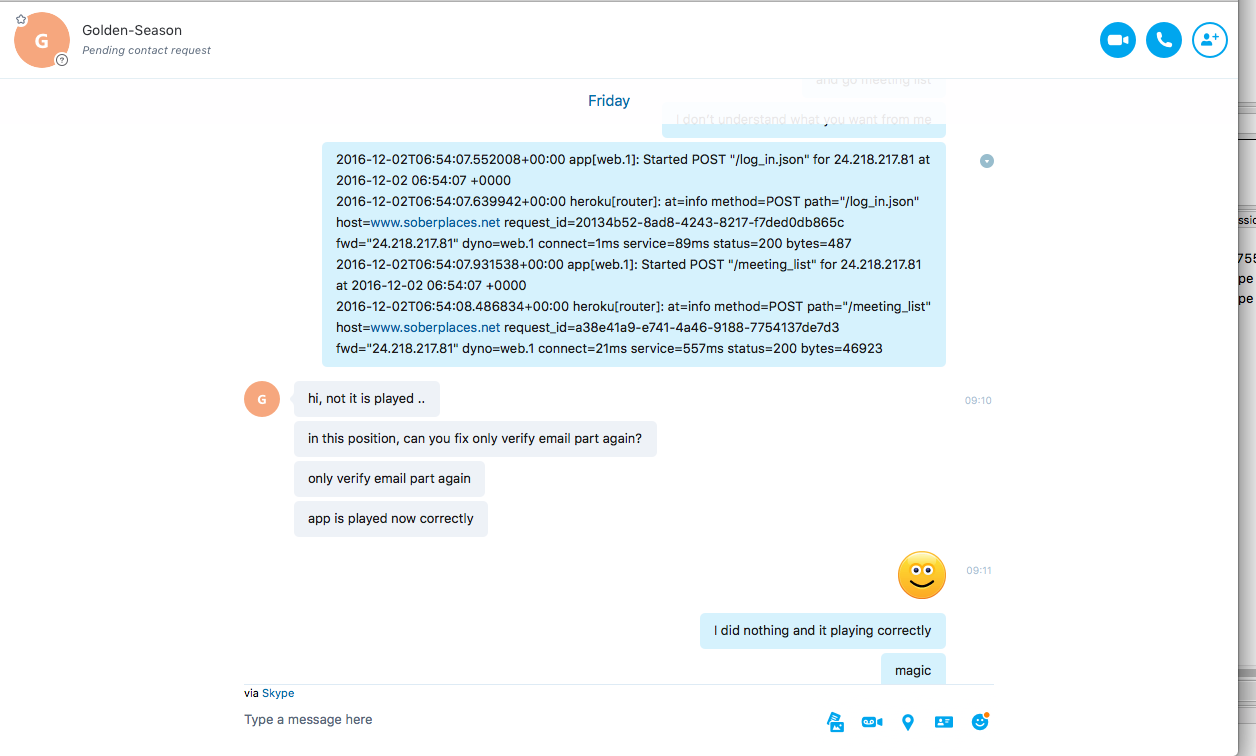 G
Golden-Season
Pending contact request
and go meeting list
Friday
I don't understand what you want from me
2016-12-02T06:54:07.552008+00:00 app[web.1]: Started POST "/log_in.json" for 24.218.217.81 at
2016-12-02 06:54:07 +0000
2016-12-02T06:54:07.639942+00:00 heroku[router]: at=info method=POST path="/log_in.json"
host=www.soberplaces.net request_id=20134b52-8ad8-4243-8217-f7ded0db865c
fwd="24.218.217.81" dyno=web.1 connect=1ms service=89ms status=200 bytes=487
2016-12-02T06:54:07.931538+00:00 app[web.1]: Started POST "/meeting_list" for 24.218.217.81
at 2016-12-02 06:54:07 +0000
2016-12-02T06:54:08.486834+00:00 heroku[router]: at=info method=POST path="/meeting_list"
host=www.soberplaces.net request_id=a38e41a9-e741-4a46-9188-7754137de7d3
fwd="24.218.217.81" dyno=web.1 connect=21ms service=557ms status=200 bytes=46923
G
hi, not it is played ..
09:10
in this position, can you fix only verify email part again?
only verify email part again
app is played now correctly
09:11
I did nothing and it playing correctly
magic
via Skype
Type a message here